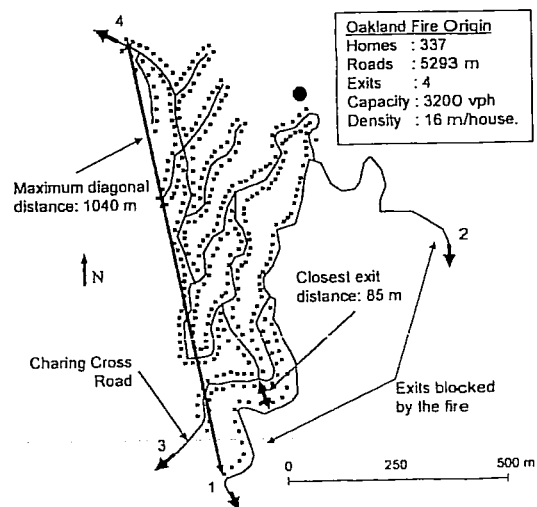 4
Oakland Fire Origin
Homes : 337
Roads : 5293 m
Exits : 4
Capacity : 3200 vph
Density : 16 m/house.
Maximum diagonal
distance: 1040 m
2
N
Closest exit
distance: 85 m
Charing Cross
Road
Exits blocked
by the fire
3
1
0 250 500 m